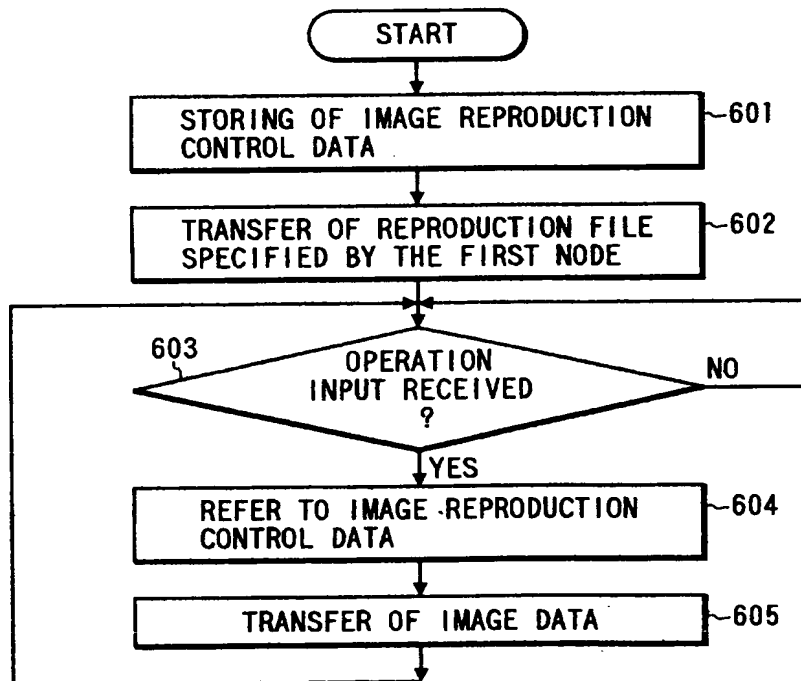 START
STORING OF IMAGE REPRODUCTION
CONTROL DATA
601
TRANSFER OF REPRODUCTION FILE
SPECIFIED BY THE FIRST NODE
602
603
OPERATION
INPUT RECEIVED
?
NO
YES
REFER TO IMAGE REPRODUCTION
CONTROL DATA
604
TRANSFER OF IMAGE DATA
605